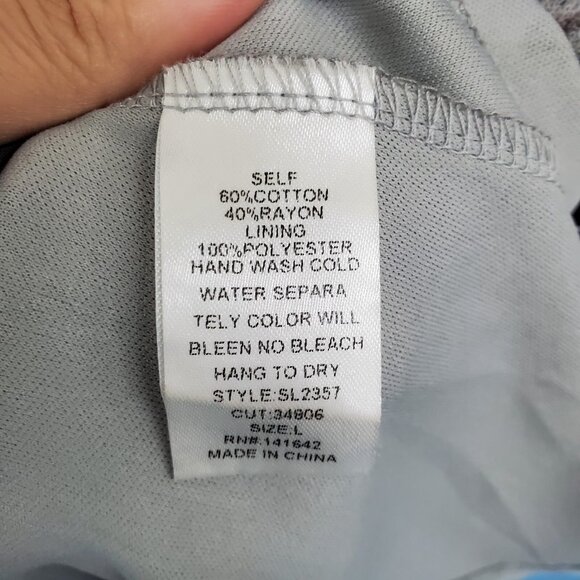 SELF
60%COTTON
40%RAYON
LINING
100%POLYESTER
HAND WASH COLD
WATER SEPARA
TELY COLOR WILL
BLEEN NO BLEACH
HANG TO DRY
STYLE:SL2357
CUT:34806
SIZE:L
RN#:141642
MADE IN CHINA